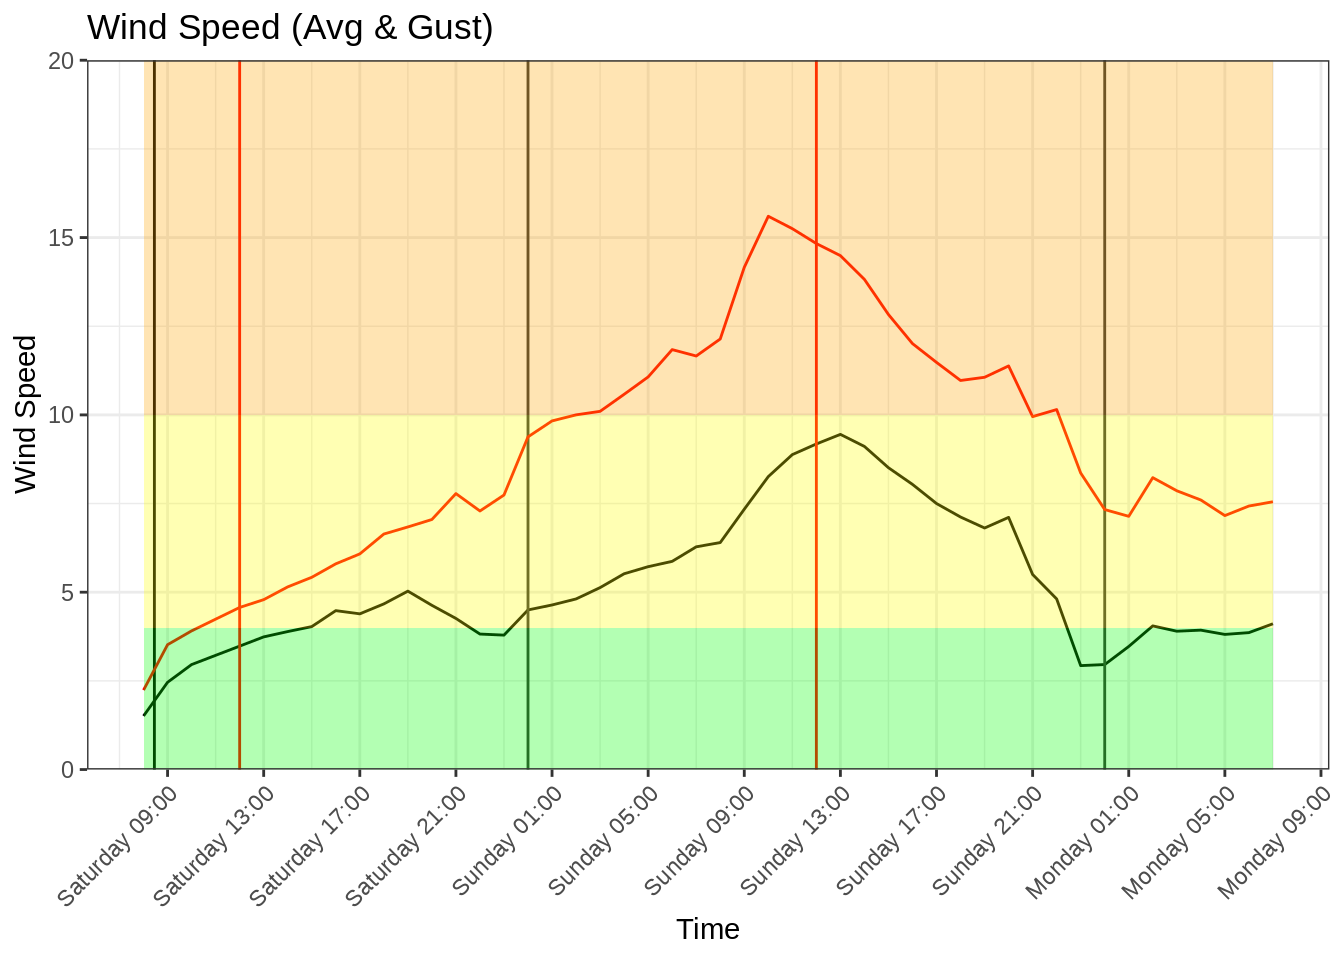 Wind Speed (Avg & Gust)
20
15
10
5
0
Wind Speed
Saturday 09:00
Saturday 13:00
Saturday 17:00
Saturday 21:00
Sunday 01:00
Sunday 05:00
Sunday 09:00
Sunday 13:00
Sunday 17:00
Sunday 21:00
Monday 01:00
Monday 05:00
Monday 09:00
Time